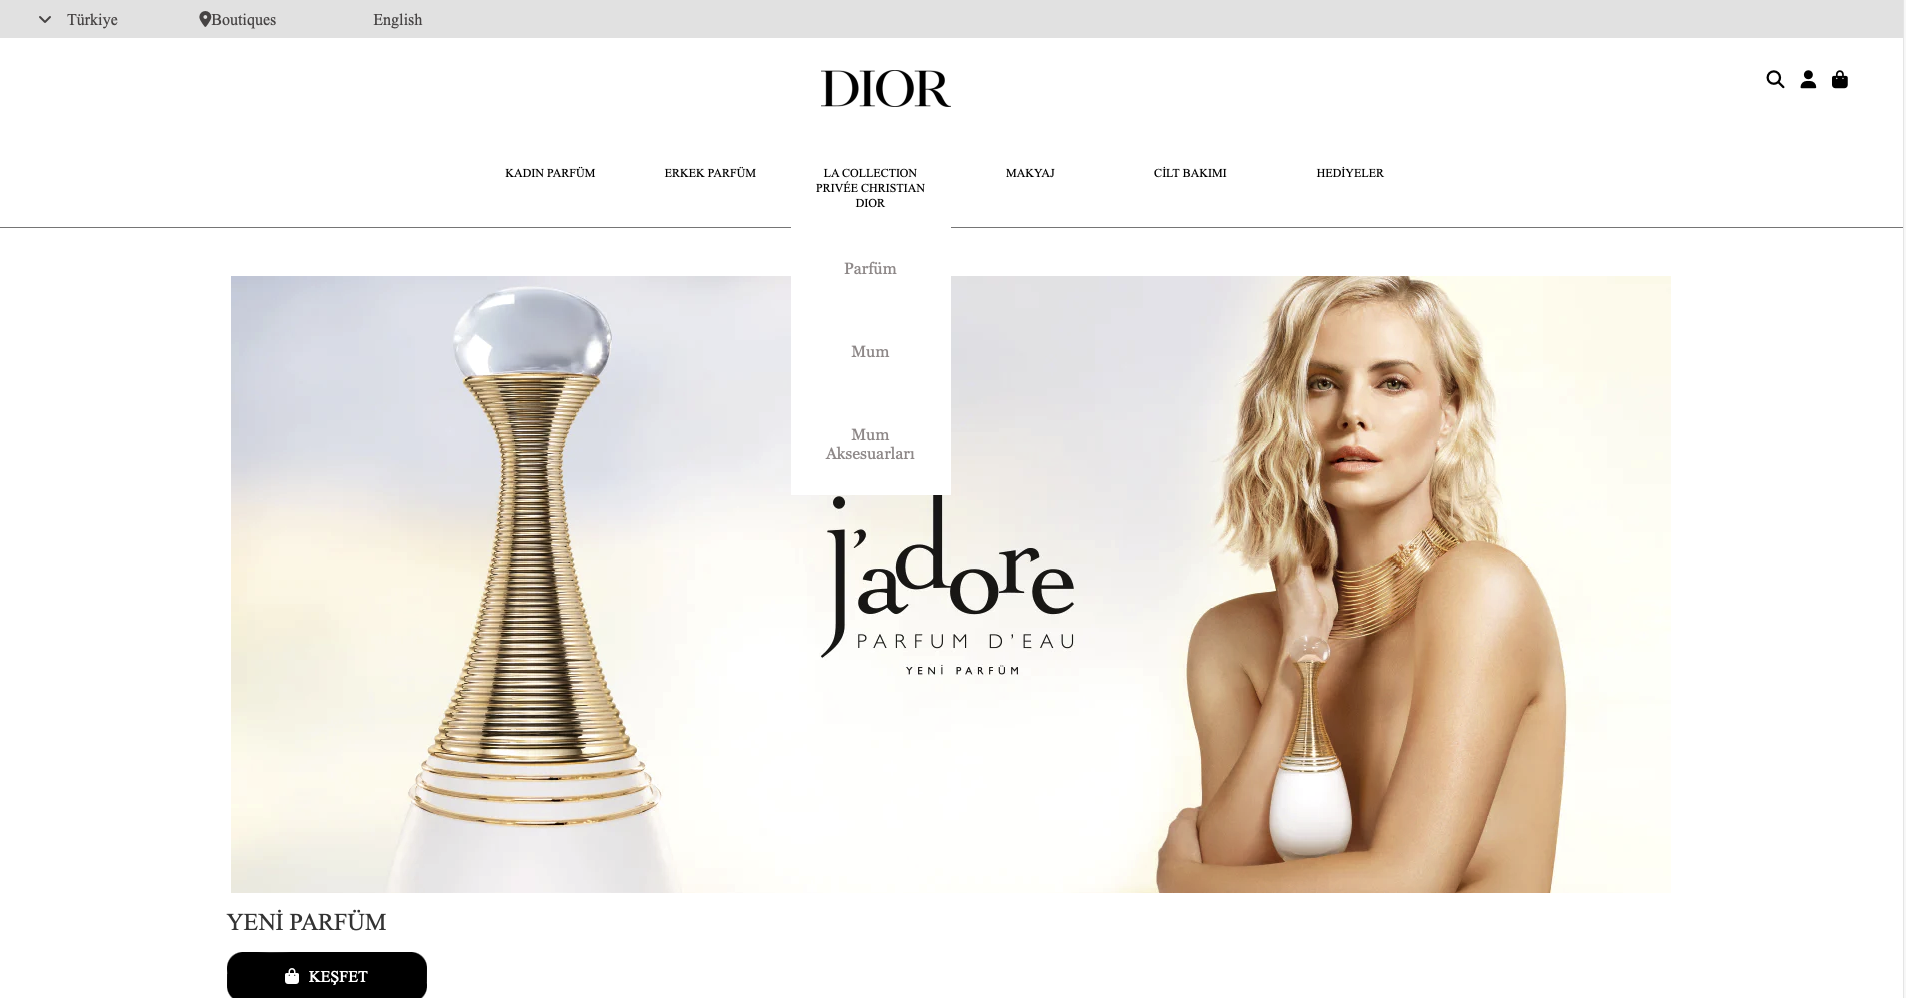 Türkiye
Boutiques
English
DIOR
KADIN PARFÜM
ERKEK PARFÜM
LA COLLECTION
PRIVÉE CHRISTIAN
DIOR
MAKYAJ
CİLT BAKIMI
HEDİYELER
Parfüm
Mum
Mum
Aksesuarları
j'adore
PARFUM D'EAU
YENİ PARFÜM
YENİ PARFÜM
KEŞFET